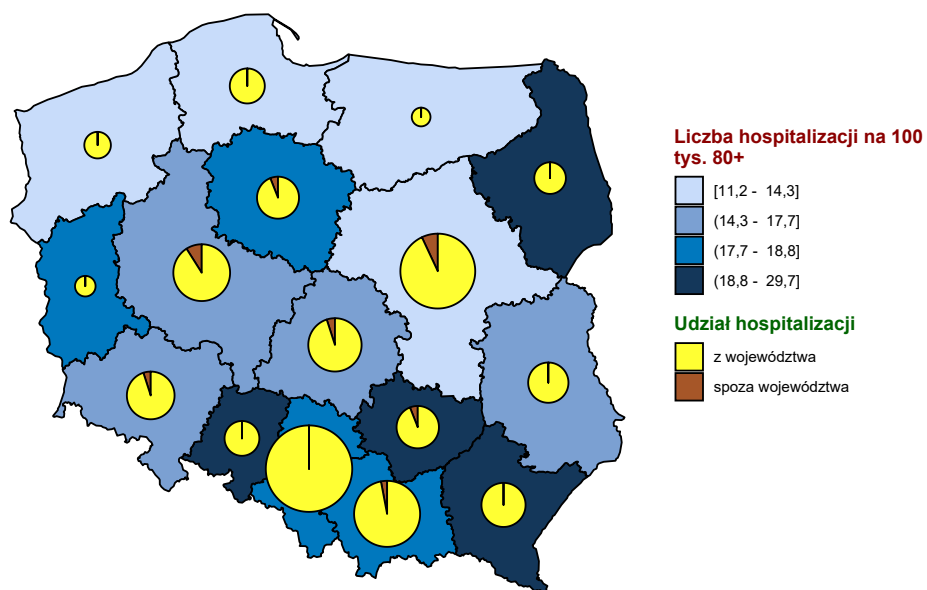 Liczba hospitalizacji na 100
tys. 80+
[11,2 - 14,3]
(14,3 - 17,7]
(17,7 - 18,8]
(18,8 - 29,7]
Udział hospitalizacji
z województwa
spoza województwa